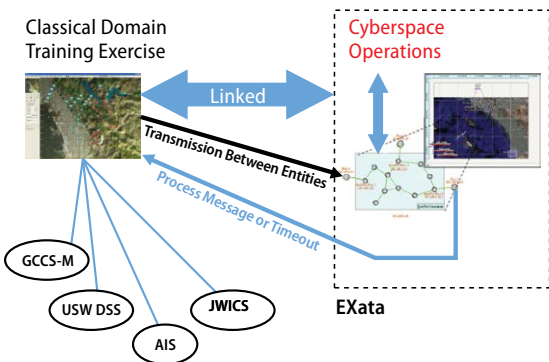 Classical Domain
Training Exercise
Cyberspace
Operations
Linked
Transmission Between Entities
Process Message or Timeout
GCCS-M
USW DSS
AIS
JWICS
EXata